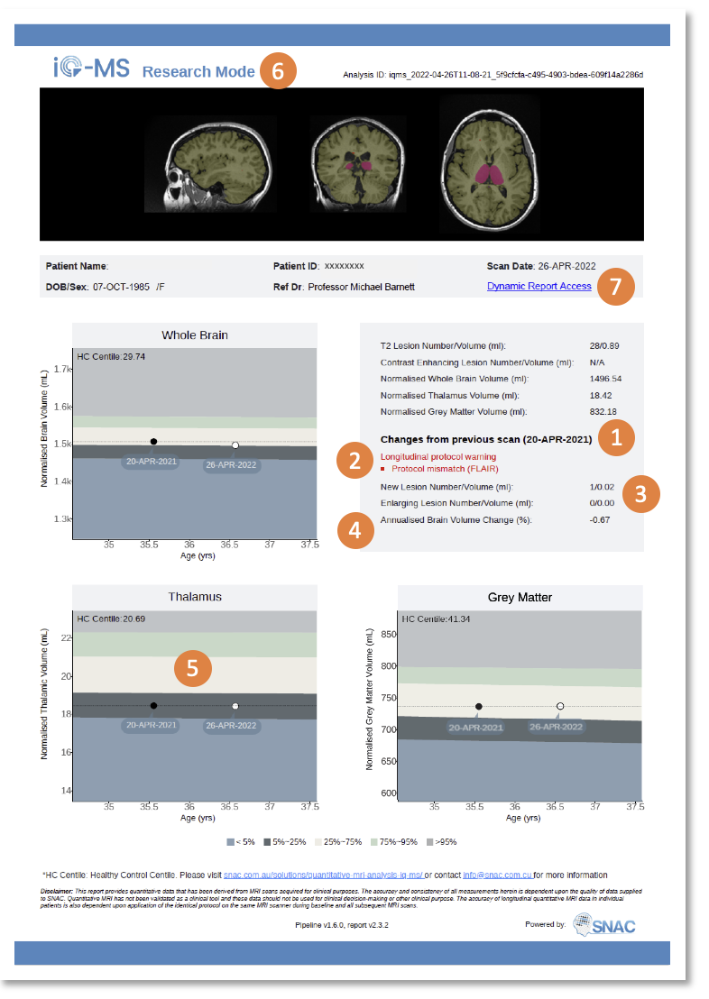 iQ-MS Research Mode 6
Analysis ID: iqms_2022-04-26T11-08-21_5f9cfcfa-c495-4903-bdea-609f14a2286d
Patient Name:
Patient ID: xxxxxxxx
Scan Date: 26-APR-2022
DOB/Sex: 07-OCT-1985 /F
Ref Dr: Professor Michael Barnett
Dynamic Report Access 7
Whole Brain
HC Centile:29.74
Normalised Brain Volume (mL)
1.7k
1.6k
1.5k
1.4k
1.3k
20-APR-2021
26-APR-2022
35 35.5 36 36.5 37 37.5
Age (yrs)
T2 Lesion Number/Volume (ml): 28/0.89
Contrast Enhancing Lesion Number/Volume (ml): N/A
Normalised Whole Brain Volume (ml): 1496.54
Normalised Thalamus Volume (ml): 18.42
Normalised Grey Matter Volume (ml): 832.18
Changes from previous scan (20-APR-2021) 1
2 Longitudinal protocol warning
Protocol mismatch (FLAIR)
New Lesion Number/Volume (ml): 1/0.02
3
Enlarging Lesion Number/Volume (ml): 0/0.00
4 Annualised Brain Volume Change (%): -0.67
Thalamus
HC Centile:20.69
Normalised Thalamic Volume (mL)
22
20
18
16
14
5
20-APR-2021
26-APR-2022
35 35.5 36 36.5 37 37.5
Age (yrs)
Grey Matter
HC Centile:41.34
Normalised Grey Matter Volume (mL)
850
800
750
700
650
600
20-APR-2021
26-APR-2022
35 35.5 36 36.5 37 37.5
Age (yrs)
< 5% 5%~25% 25%~75% 75%~95% >95%
*HC Centile: Healthy Control Centile. Please visit snac.com.au/solutions/quantitative-mri-analysis-iq-ms/ or contact info@snac.com.cu for more information
Disclaimer: This report provides quantitative data that has been derived from MRI scans acquired for clinical purposes. The accuracy and consistency of all measurements herein is dependent upon the quality of data supplied
to SNAC. Quantitative MRI has not been validated as a clinical tool and these data should not be used for clinical decision-making or other clinical purpose. The accuracy of longitudinal quantitative MRI data in individual
patients is also dependent upon application of the identical protocol on the same MRI scanner during baseline and all subsequent MRI scans.
Pipeline v1.6.0, report v2.3.2
Powered by: SNAC